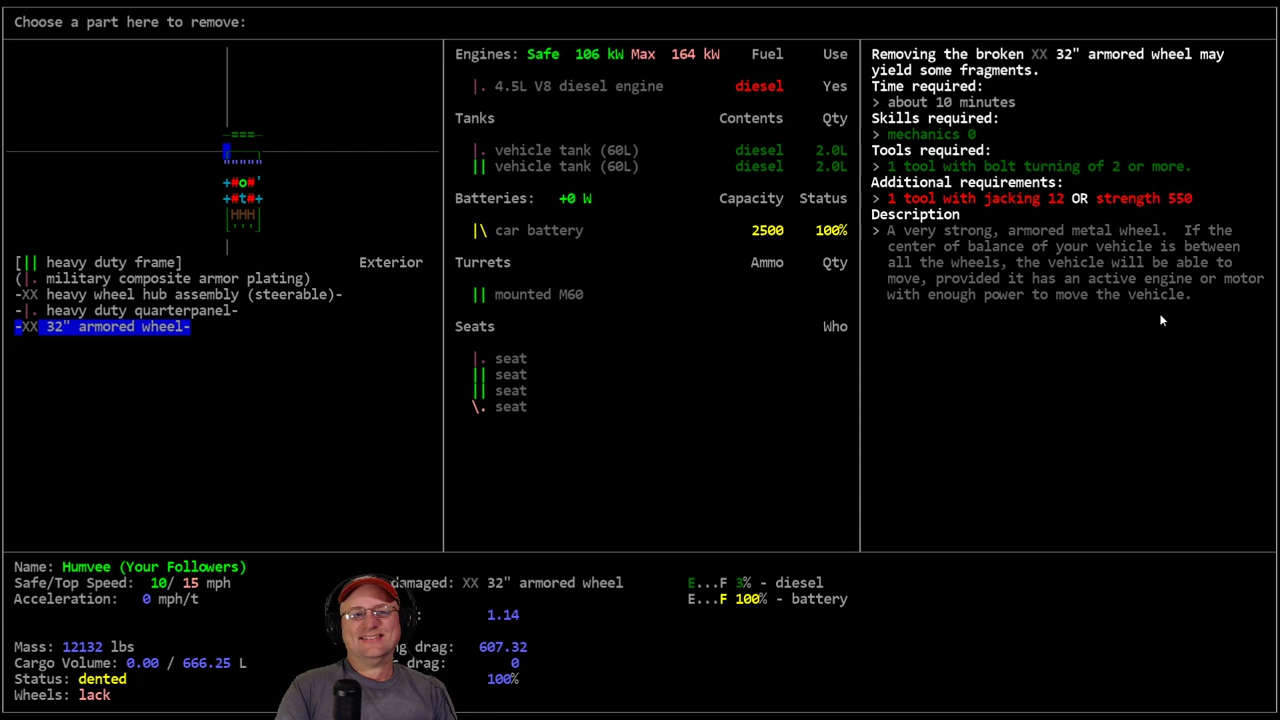 Choose a part here to remove:
[|| heavy duty frame] Exterior
(|. military composite armor plating)
-XX heavy wheel hub assembly (steerable)-
-|. heavy duty quarterpanel-
-XX 32" armored wheel-
Engines: Safe 106 kW Max 164 kW Fuel Use
|. 4.5L V8 diesel engine diesel Yes
Tanks Contents Qty
|. vehicle tank (60L) diesel 2.0L
|| vehicle tank (60L) diesel 2.0L
Batteries: +0 W Capacity Status
|\ car battery 2500 100%
Turrets Ammo Qty
|| mounted M60
Seats Who
|. seat
|| seat
|| seat
\. seat
Removing the broken XX 32" armored wheel may
yield some fragments.
Time required:
> about 10 minutes
Skills required:
> mechanics 0
Tools required:
> 1 tool with bolt turning of 2 or more.
Additional requirements:
> 1 tool with jacking 12 OR strength 550
Description
> A very strong, armored metal wheel. If the
center of balance of your vehicle is between
all the wheels, the vehicle will be able to
move, provided it has an active engine or motor
with enough power to move the vehicle.
Name: Humvee (Your Followers)
Safe/Top Speed: 10/ 15 mph
Acceleration: 0 mph/t
Mass: 12132 lbs
Cargo Volume: 0.00 / 666.25 L
Status: dented
Wheels: lack
damaged: XX 32" armored wheel
: 1.14
drag: 607.32
drag: 0
100%
E...F 3% - diesel
E...F 100% - battery